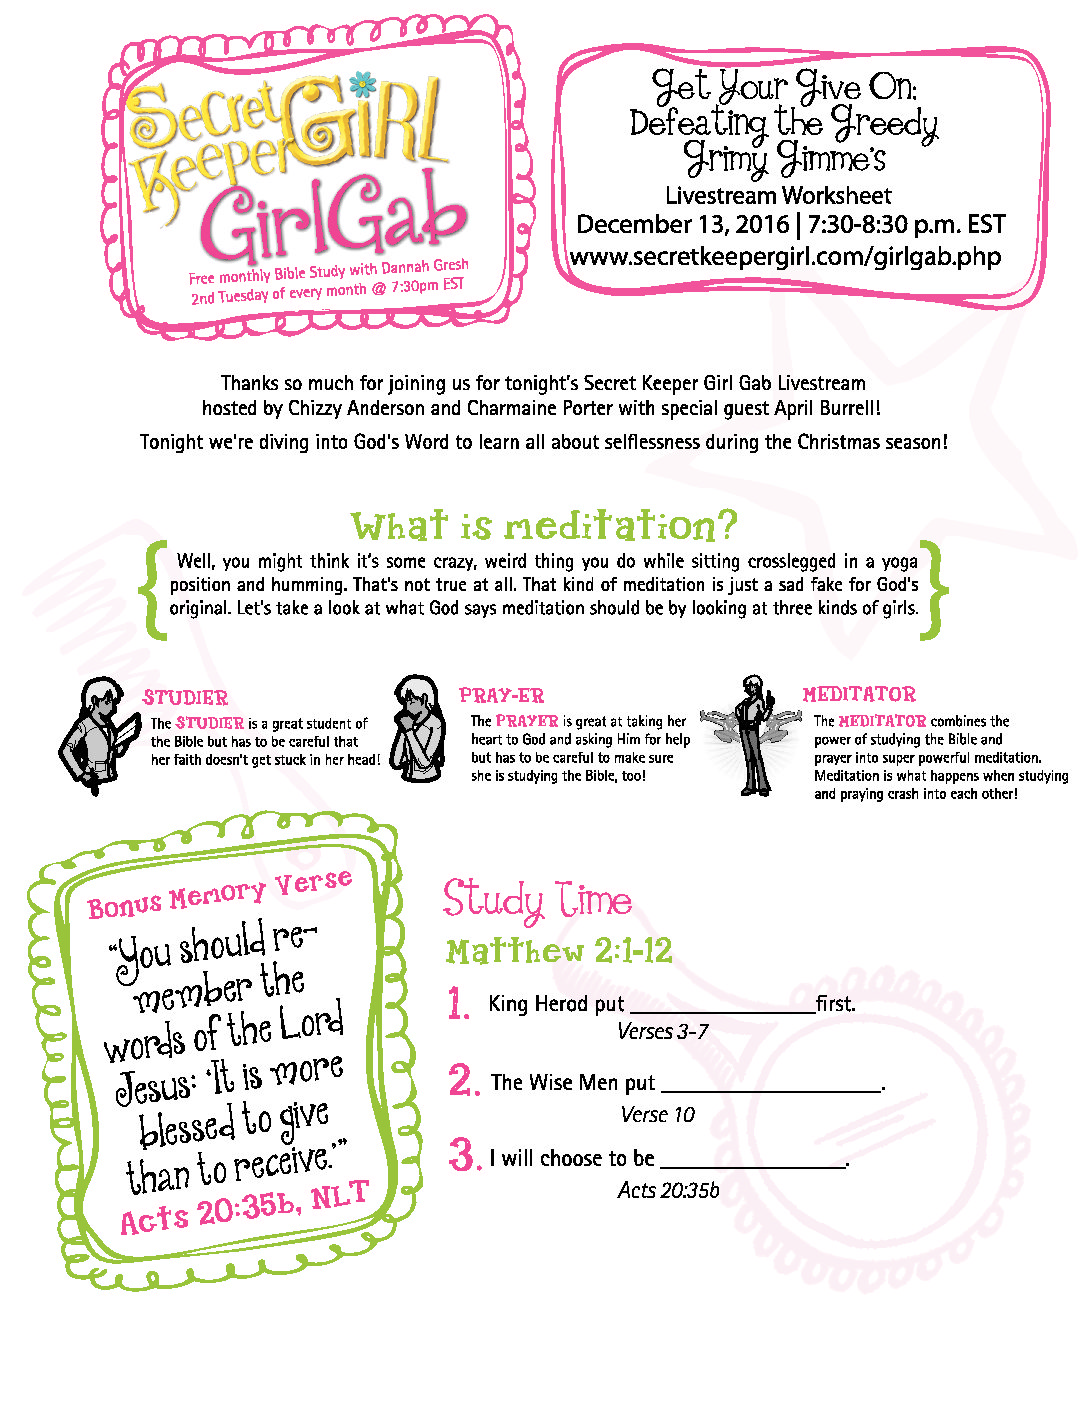 Secret
Keeper GiRL
GirlGab
Free monthly Bible Study with Dannah Gresh
2nd Tuesday of every month @ 7:30pm EST
Get Your Give On:
Defeating the Greedy
Grimy Gimme's
Livestream Worksheet
December 13, 2016 | 7:30-8:30 p.m. EST
www.secretkeepergirl.com/girlgab.php
Thanks so much for joining us for tonight's Secret Keeper Girl Gab Livestream
hosted by Chizzy Anderson and Charmaine Porter with special guest April Burrell!
Tonight we're diving into God's Word to learn all about selflessness during the Christmas season!
What is meditation?
Well, you might think it's some crazy, weird thing you do while sitting crosslegged in a yoga
position and humming. That's not true at all. That kind of meditation is just a sad fake for God's
original. Let's take a look at what God says meditation should be by looking at three kinds of girls.
STUDIER
The STUDIER is a great student of
the Bible but has to be careful that
her faith doesn't get stuck in her head!
PRAY-ER
The PRAYER is great at taking her
heart to God and asking Him for help
but has to be careful to make sure
she is studying the Bible, too!
MEDITATOR
The MEDITATOR combines the
power of studying the Bible and
prayer into super powerful meditation.
Meditation is what happens when studying
and praying crash into each other!
Bonus Memory Verse
"You should re-
member the
words of the Lord
Jesus: 'It is more
blessed to give
than to receive.'"
Acts 20:35b, NLT
Study Time
Matthew 2:1-12
1. King Herod put _________________first.
Verses 3-7
2. The Wise Men put ____________________.
Verse 10
3. I will choose to be _________________.
Acts 20:35b